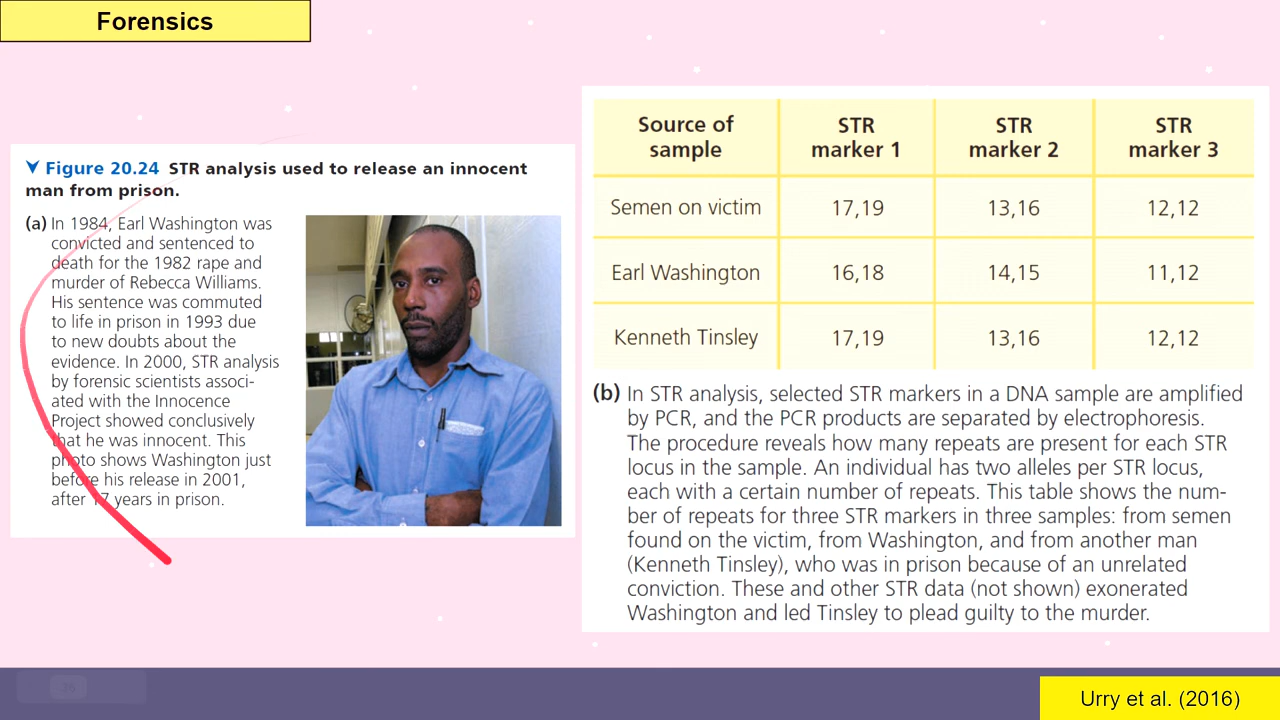 Forensics
Figure 20.24 STR analysis used to release an innocent
man from prison.
(a) In 1984, Earl Washington was
convicted and sentenced to
death for the 1982 rape and
murder of Rebecca Williams.
His sentence was commuted
to life in prison in 1993 due
to new doubts about the
evidence. In 2000, STR analysis
by forensic scientists associ-
ated with the Innocence
Project showed conclusively
that he was innocent. This
photo shows Washington just
before his release in 2001,
after 17 years in prison.
Source of sample STR marker 1 STR marker 2 STR marker 3
Semen on victim 17,19 13,16 12,12
Earl Washington 16,18 14,15 11,12
Kenneth Tinsley 17,19 13,16 12,12
(b) In STR analysis, selected STR markers in a DNA sample are amplified
by PCR, and the PCR products are separated by electrophoresis.
The procedure reveals how many repeats are present for each STR
locus in the sample. An individual has two alleles per STR locus,
each with a certain number of repeats. This table shows the num-
ber of repeats for three STR markers in three samples: from semen
found on the victim, from Washington, and from another man
(Kenneth Tinsley), who was in prison because of an unrelated
conviction. These and other STR data (not shown) exonerated
Washington and led Tinsley to plead guilty to the murder.
Urry et al. (2016)